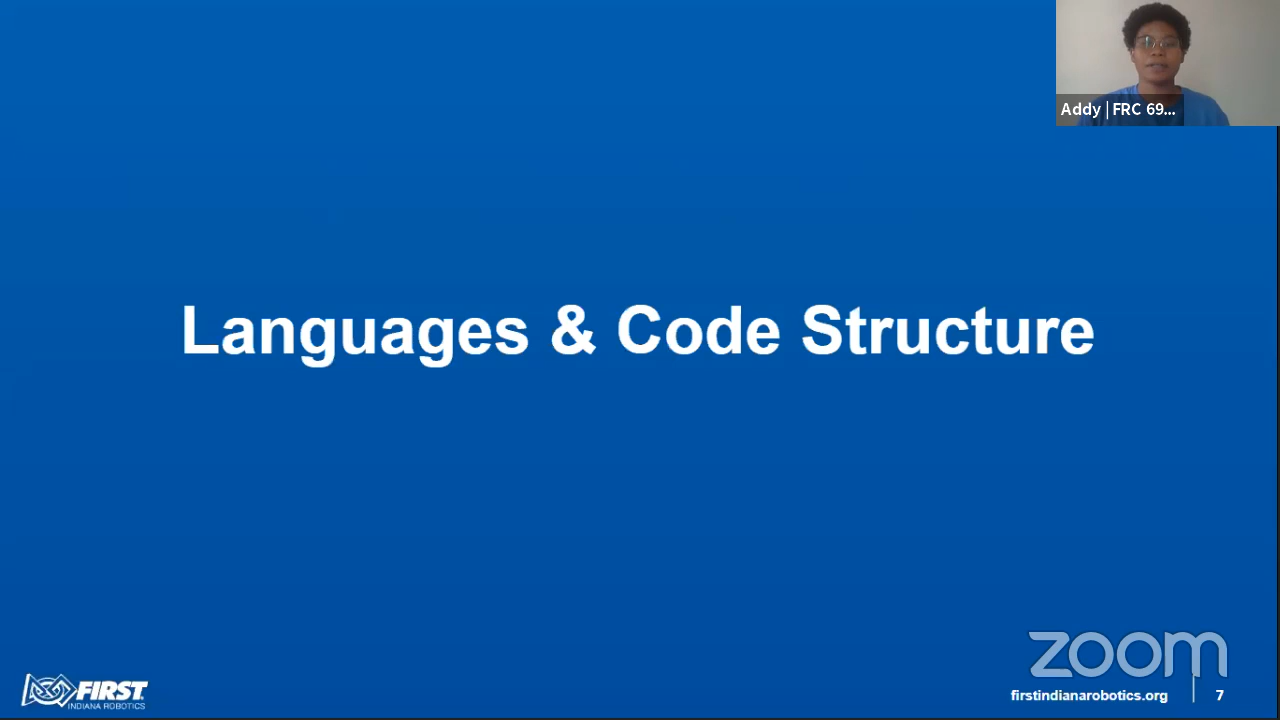 Addy | FRC 69...
Languages & Code Structure
zoom
FIRST
INDIANA ROBOTICS
firstindianarobotics.org
7